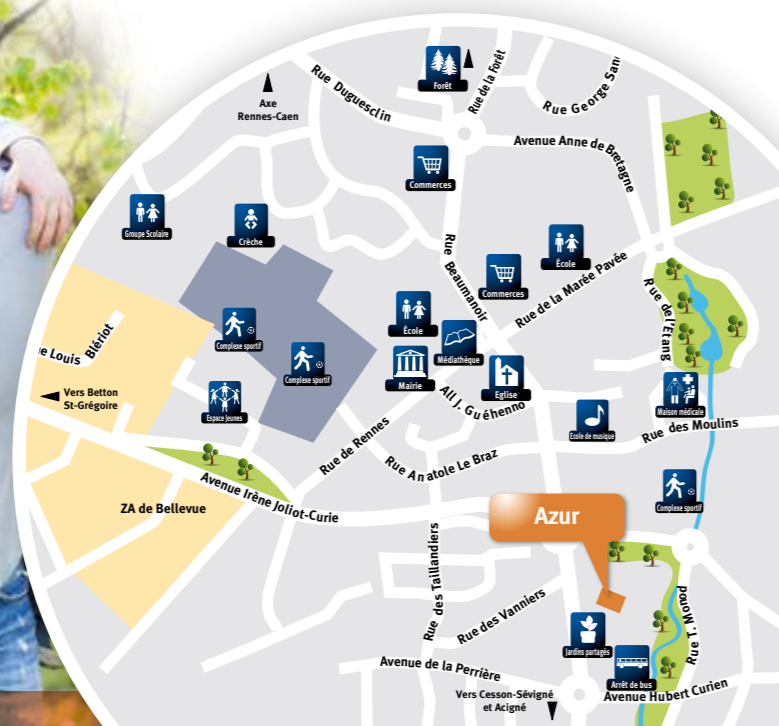 Forêt
Rue de la Forêt
Rue George San
Axe
Rennes-Caen
Rue Duguesclin
Avenue Anne de Bretagne
Commerces
Groupe Scolaire
Crèche
École
Commerces
Rue Beaumanoir
Rue de la Marée Pavée
Rue de l'Étang
École
Complexe sportif
Complexe sportif
Médiathèque
Mairie
Église
All J. Guéhenno
e Louis Blériot
Vers Betton
St-Grégoire
Espace Jeunes
Maison médicale
École de musique
Rue des Moulins
Rue de Rennes
Rue Anatole Le Braz
Avenue Irène Joliot-Curie
ZA de Bellevue
Complexe sportif
Azur
Rue des Taillandiers
Rue des Vanniers
Rue T. Monod
Jardins partagés
Arrêt de bus
Avenue de la Perrière
Avenue Hubert Curien
Vers Cesson-Sévigné
et Acigné